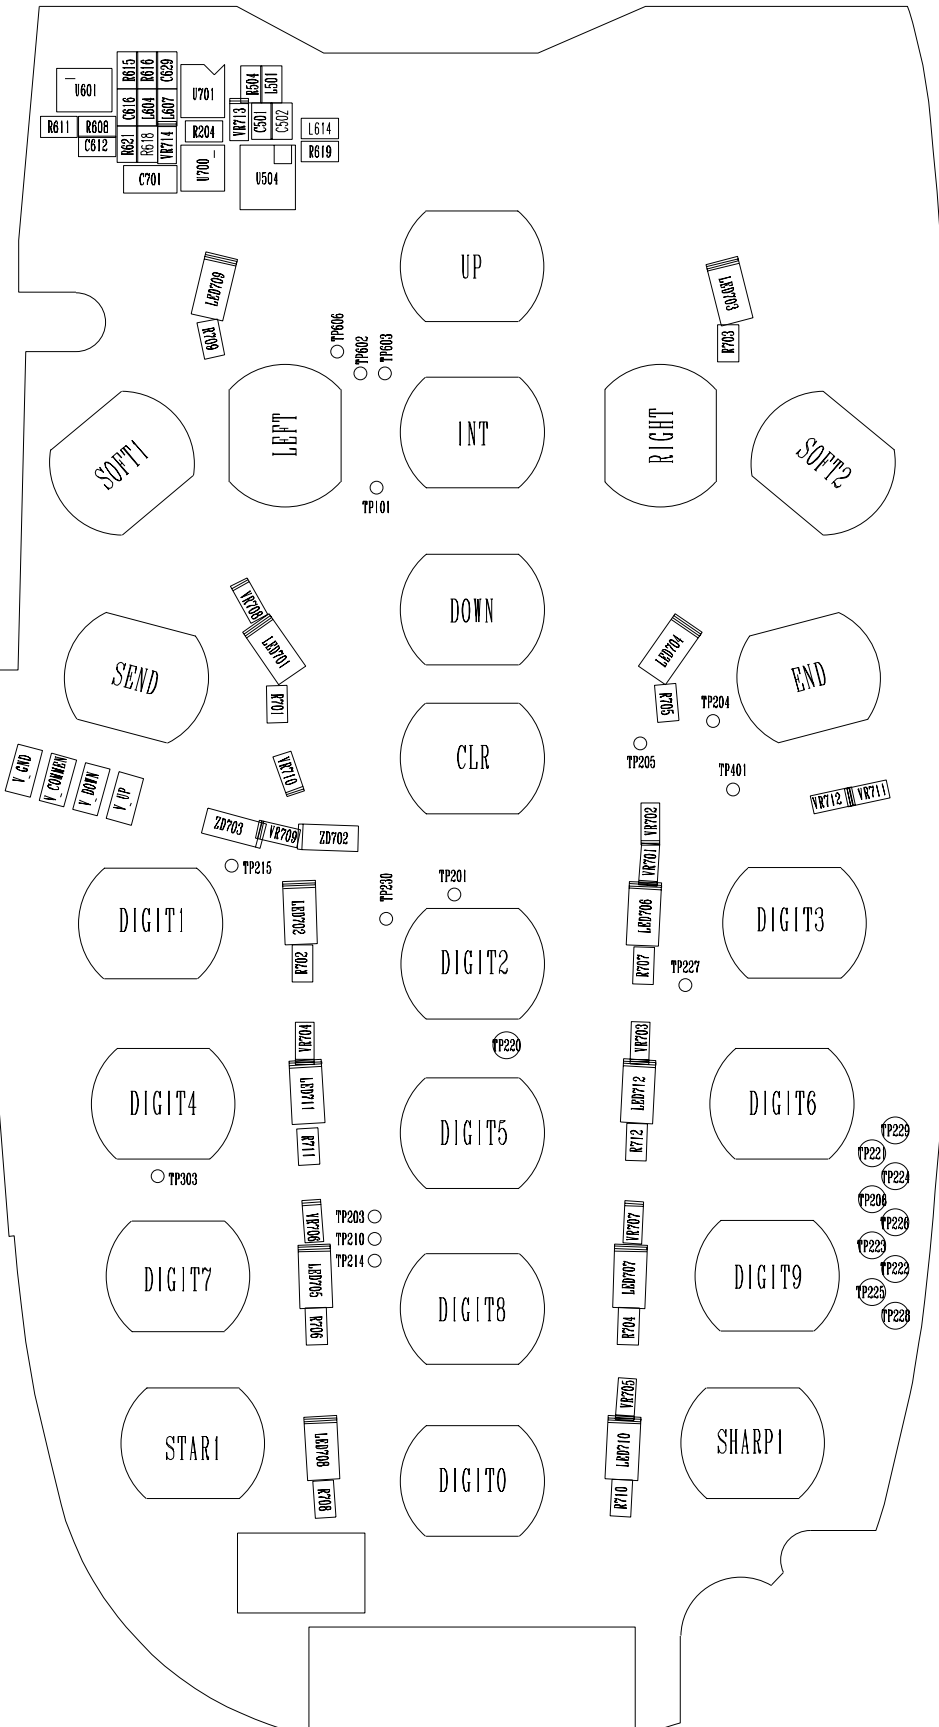 R615
R616
C629
U601
U701
R504
L501
C616
L604
L607
VR713
C501
C502
R611
R608
R204
L614
C612
R621
R618
VR714
R619
C701
U700
U504
UP
LED709
LED703
R709
TP606
TP602
TP603
R703
LEFT
INT
RIGHT
SOFT1
SOFT2
TP101
VR708
LED701
DOWN
LED704
SEND
END
R701
R705
TP204
TP205
CLR
V_GND
V_COMMEN
V_DOWN
V_UP
VR710
TP401
VR712
VR711
ZD703
VR709
ZD702
VR702
VR701
TP215
TP230
TP201
DIGIT1
LED702
LED706
DIGIT3
R702
DIGIT2
R707
TP227
VR704
TP220
VR703
DIGIT4
LED711
LED712
DIGIT6
R711
DIGIT5
R712
TP229
TP221
TP224
TP303
TP206
VR706
TP203
TP210
TP214
VR707
TP226
TP223
DIGIT7
LED705
LED707
DIGIT9
TP222
TP225
R706
DIGIT8
R704
TP228
VR705
STAR1
LED708
LED710
SHARP1
R708
DIGIT0
R710